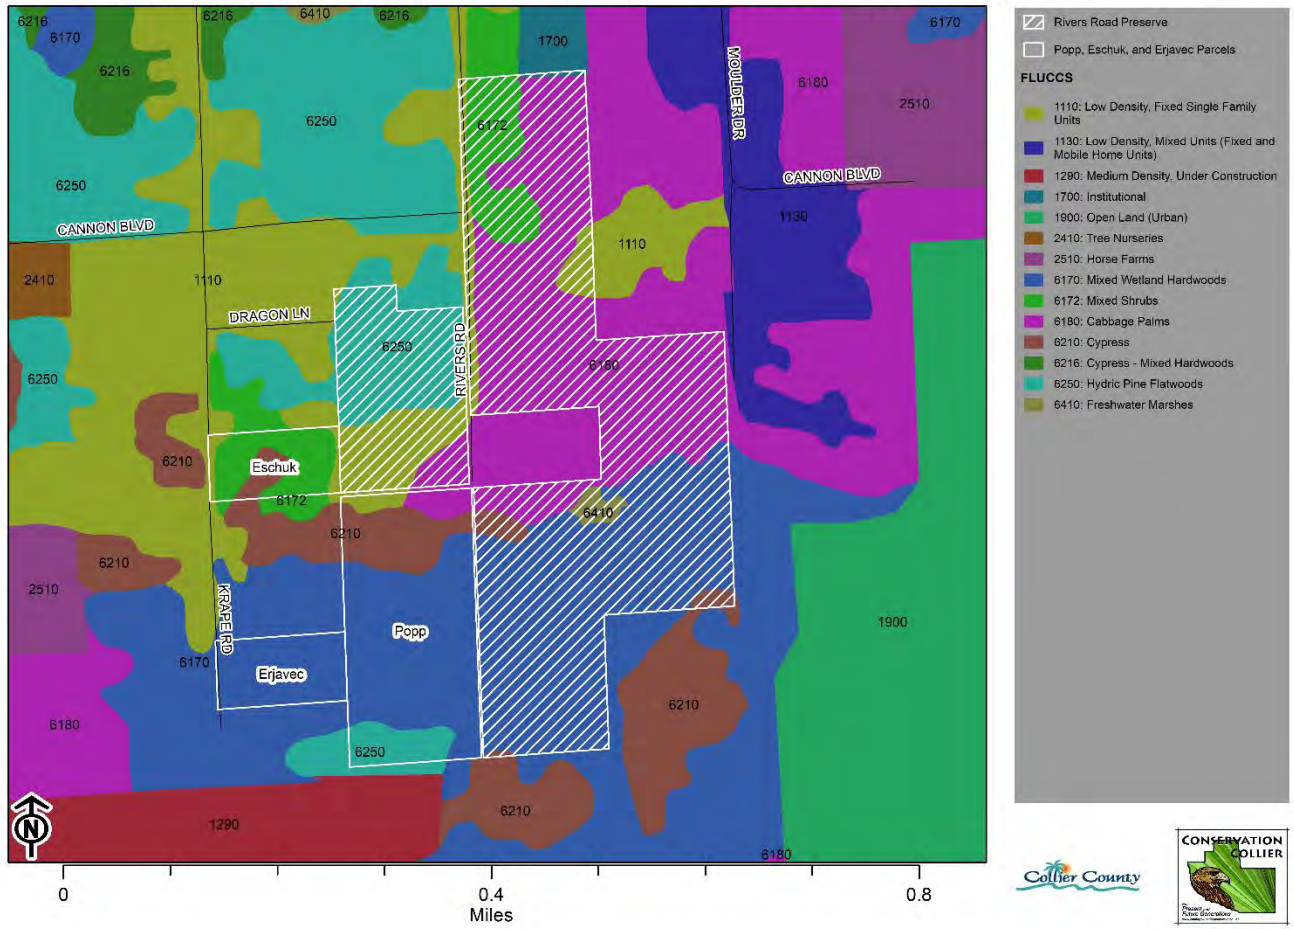 6216
6216
6410
6216
6170
6170
1700
6216
6180
2510
6250
6172
MOULDER DR
6250
CANNON BLVD
CANNON BLVD
1130
1110
2410
1110
DRAGON LN
6250
RIVERS RD
6180
6250
6210
Eschuk
6172
6410
6210
6210
2510
KRAPE RD
Popp
1900
6170
Erjavec
6210
6180
6250
6210
1290
6180
N
0
0.4
0.8
Miles
Rivers Road Preserve
Popp, Eschuk, and Erjavec Parcels
FLUCCS
1110: Low Density, Fixed Single Family
Units
1130: Low Density, Mixed Units (Fixed and
Mobile Home Units)
1290: Medium Density, Under Construction
1700: Institutional
1900: Open Land (Urban)
2410: Tree Nurseries
2510: Horse Farms
6170: Mixed Wetland Hardwoods
6172: Mixed Shrubs
6180: Cabbage Palms
6210: Cypress
6216: Cypress - Mixed Hardwoods
6250: Hydric Pine Flatwoods
6410: Freshwater Marshes
Collier County
CONSERVATION
COLLIER